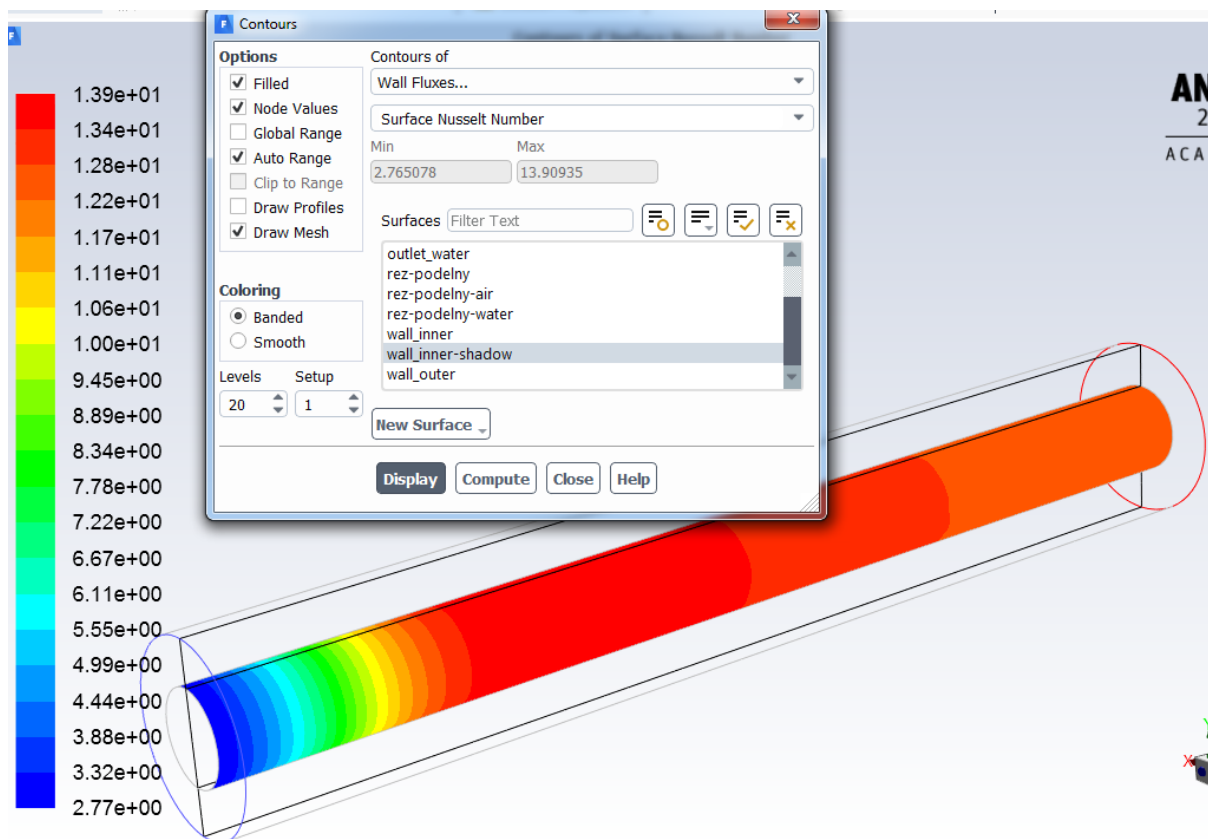 Contours
Options
Filled
Node Values
Global Range
Auto Range
Clip to Range
Draw Profiles
Draw Mesh
Coloring
Banded
Smooth
Levels Setup
20 1
Contours of
Wall Fluxes...
Surface Nusselt Number
Min Max
2.765078 13.90935
Surfaces Filter Text
outlet_water
rez-podelny
rez-podelny-air
rez-podelny-water
wall_inner
wall_inner-shadow
wall_outer
New Surface
Display Compute Close Help
1.39e+01
1.34e+01
1.28e+01
1.22e+01
1.17e+01
1.11e+01
1.06e+01
1.00e+01
9.45e+00
8.89e+00
8.34e+00
7.78e+00
7.22e+00
6.67e+00
6.11e+00
5.55e+00
4.99e+00
4.44e+00
3.88e+00
3.32e+00
2.77e+00
AN
2
ACA
Y
X